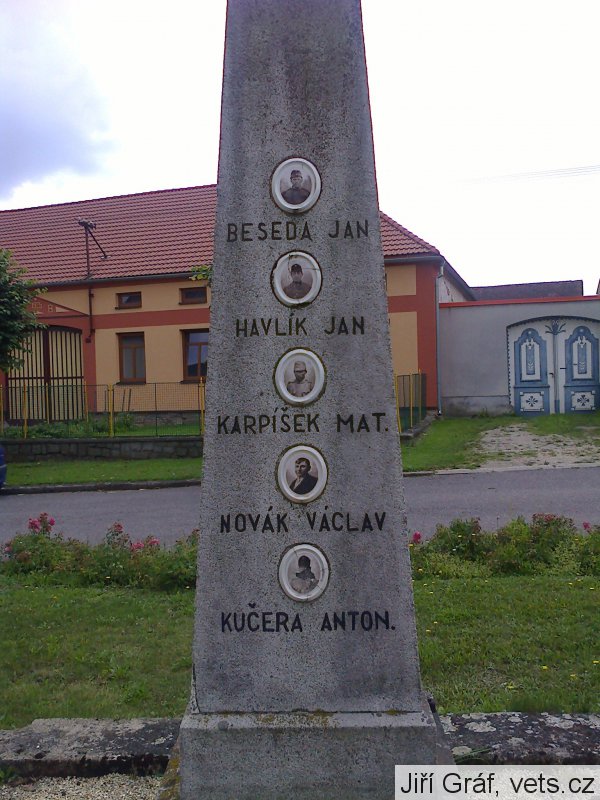 BESEDA JAN
HAVLÍK JAN
KARPÍŠEK MAT.
NOVÁK VÁCLAV
KUČERA ANTON.
Jiří Gráf, vets.cz